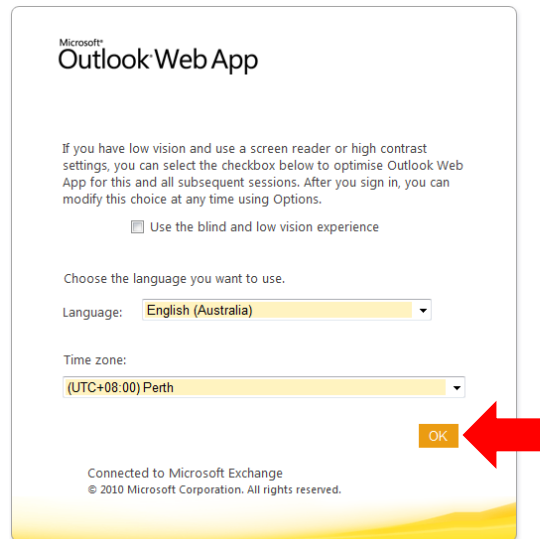 Microsoft®
Outlook Web App
If you have low vision and use a screen reader or high contrast
settings, you can select the checkbox below to optimise Outlook Web
App for this and all subsequent sessions. After you sign in, you can
modify this choice at any time using Options.
Use the blind and low vision experience
Choose the language you want to use.
Language: English (Australia)
Time zone:
(UTC+08:00) Perth
OK
Connected to Microsoft Exchange
© 2010 Microsoft Corporation. All rights reserved.